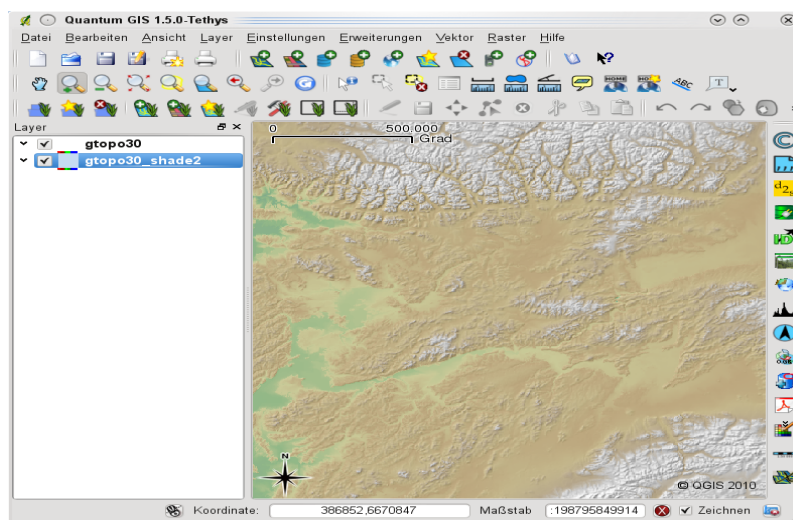 Quantum GIS 1.5.0-Tethys
Datei Bearbeiten Ansicht Layer Einstellungen Erweiterungen Vektor Raster Hilfe
Layer
gtopo30
gtopo30_shade2
0 500,000
Grad
N
© QGIS 2010
Koordinate: 386852,6670847 Maßstab :198795849914 Zeichnen